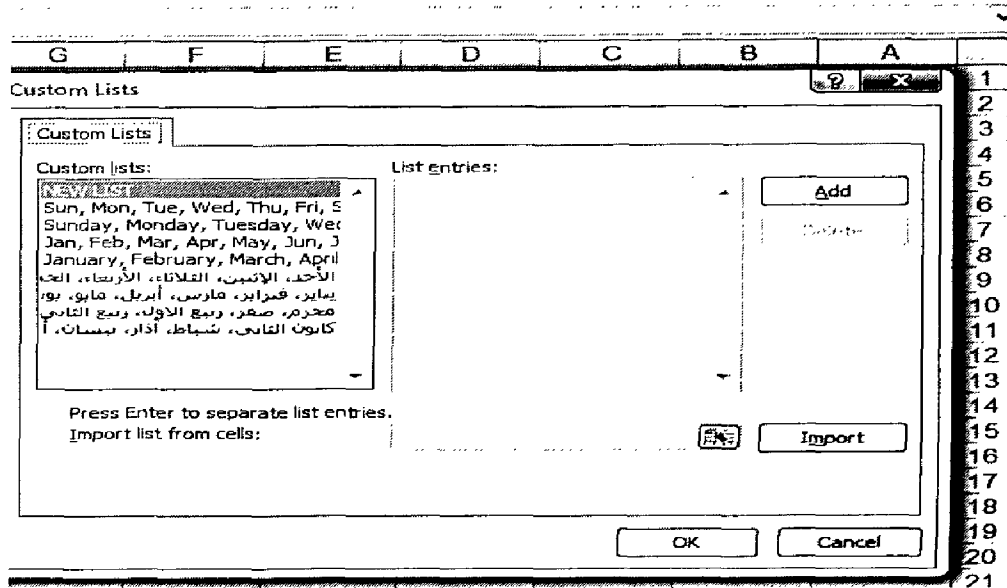 G F E D C B A
Custom Lists
Custom Lists
Custom lists:
List entries:
NEW LIST
Sun, Mon, Tue, Wed, Thu, Fri, S
Sunday, Monday, Tuesday, Wed
Jan, Feb, Mar, Apr, May, Jun, J
January, February, March, April
الأحد، الإثنين، الثلاثاء، الأربعاء، الخ
يناير، فبراير، مارس، أبريل، مايو، يو
محرم، صفر، ربيع الاول، ربيع الثاني
كانون الثاني، شباط، آذار، نيسان، أ
Add
Delete
Press Enter to separate list entries.
Import list from cells:
Import
OK
Cancel
1
2
3
4
5
6
7
8
9
10
11
12
13
14
15
16
17
18
19
20
21